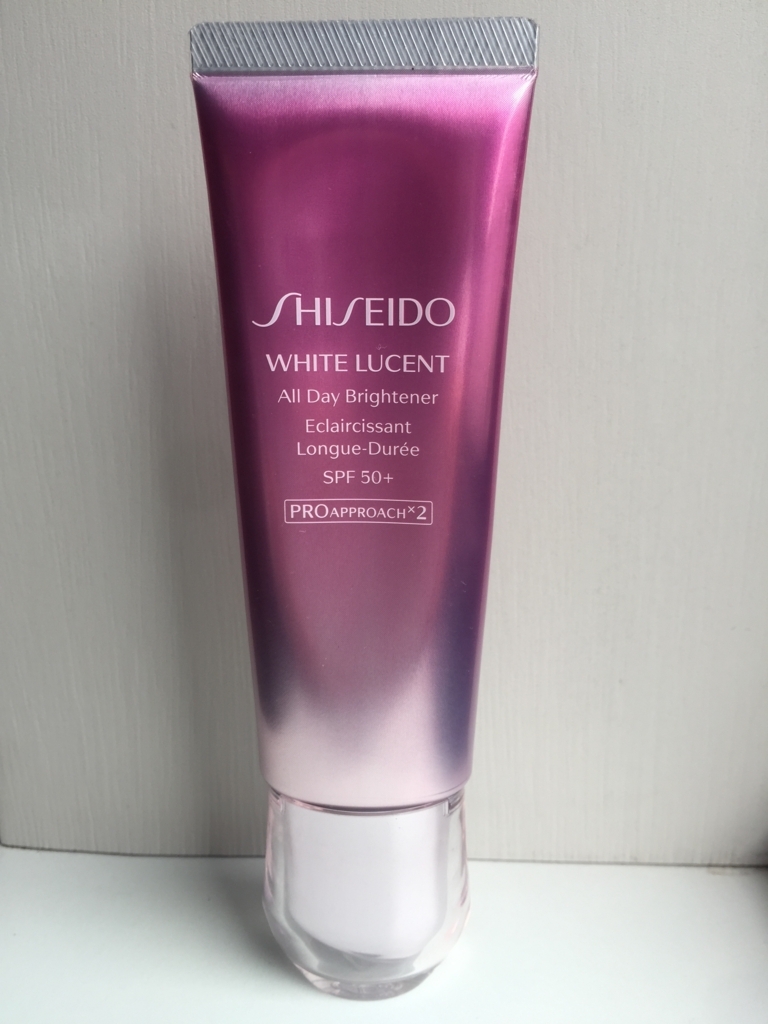 SHISEIDO
WHITE LUCENT
All Day Brightener
Eclaircissant
Longue-Durée
SPF 50+
PROAPPROACH×2